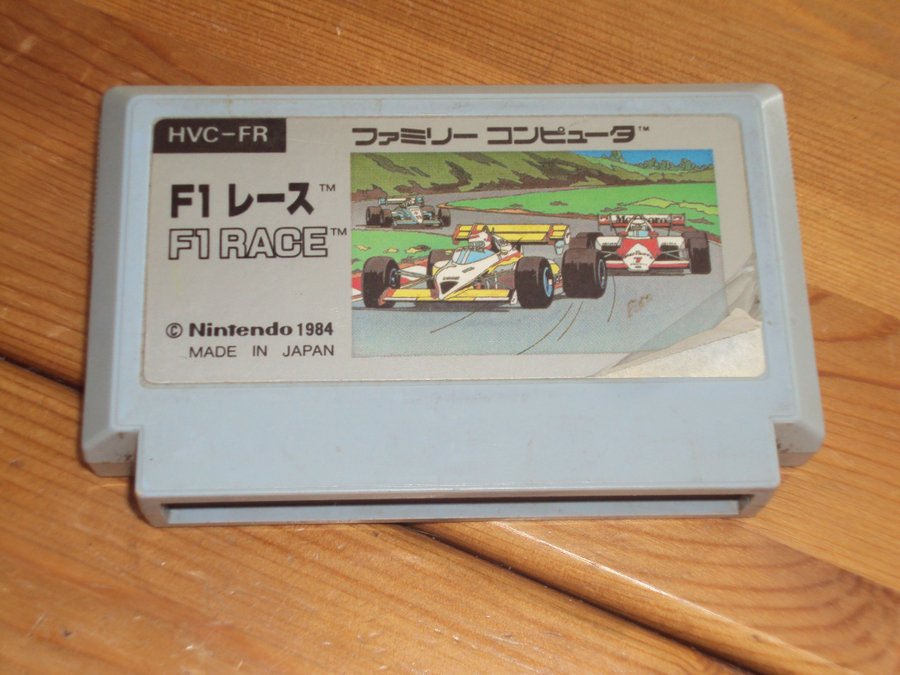 HVC-FR
ファミリー コンピュータ™
F1 レース™
F1 RACE™
© Nintendo 1984
MADE IN JAPAN
7